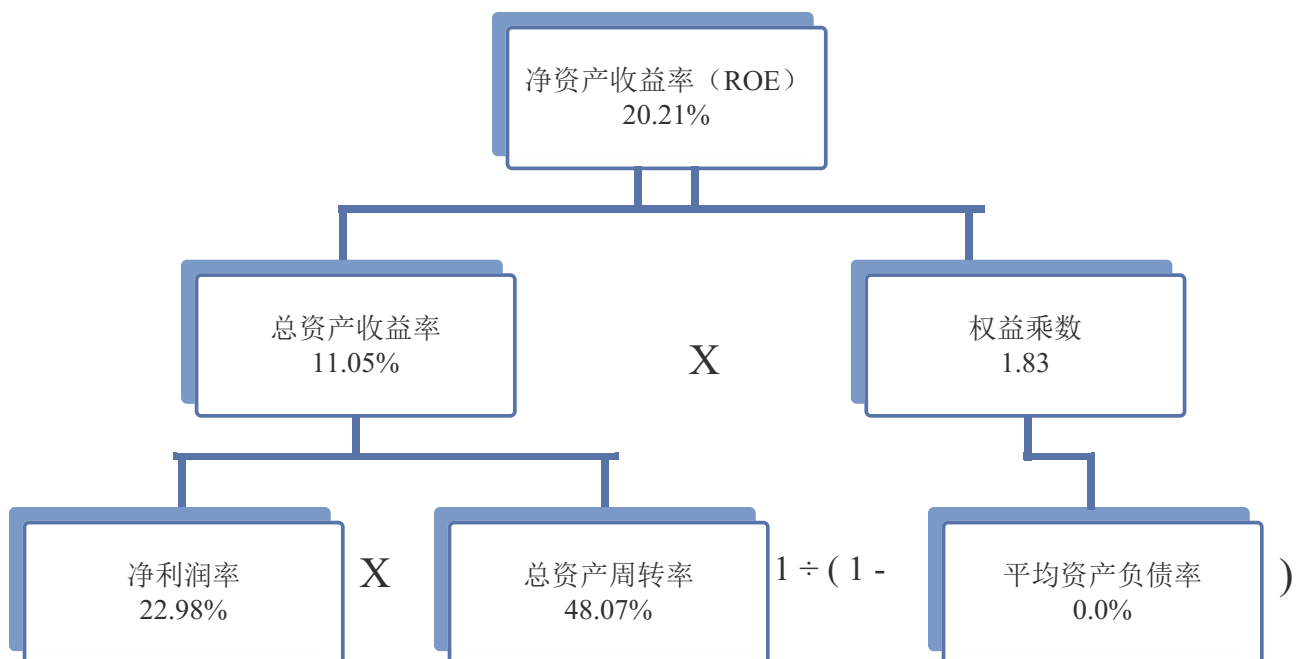 净资产收益率（ROE）
20.21%
总资产收益率
11.05%
X
权益乘数
1.83
净利润率
22.98%
X
总资产周转率
48.07%
1 ÷ ( 1 -
平均资产负债率
0.0%
)